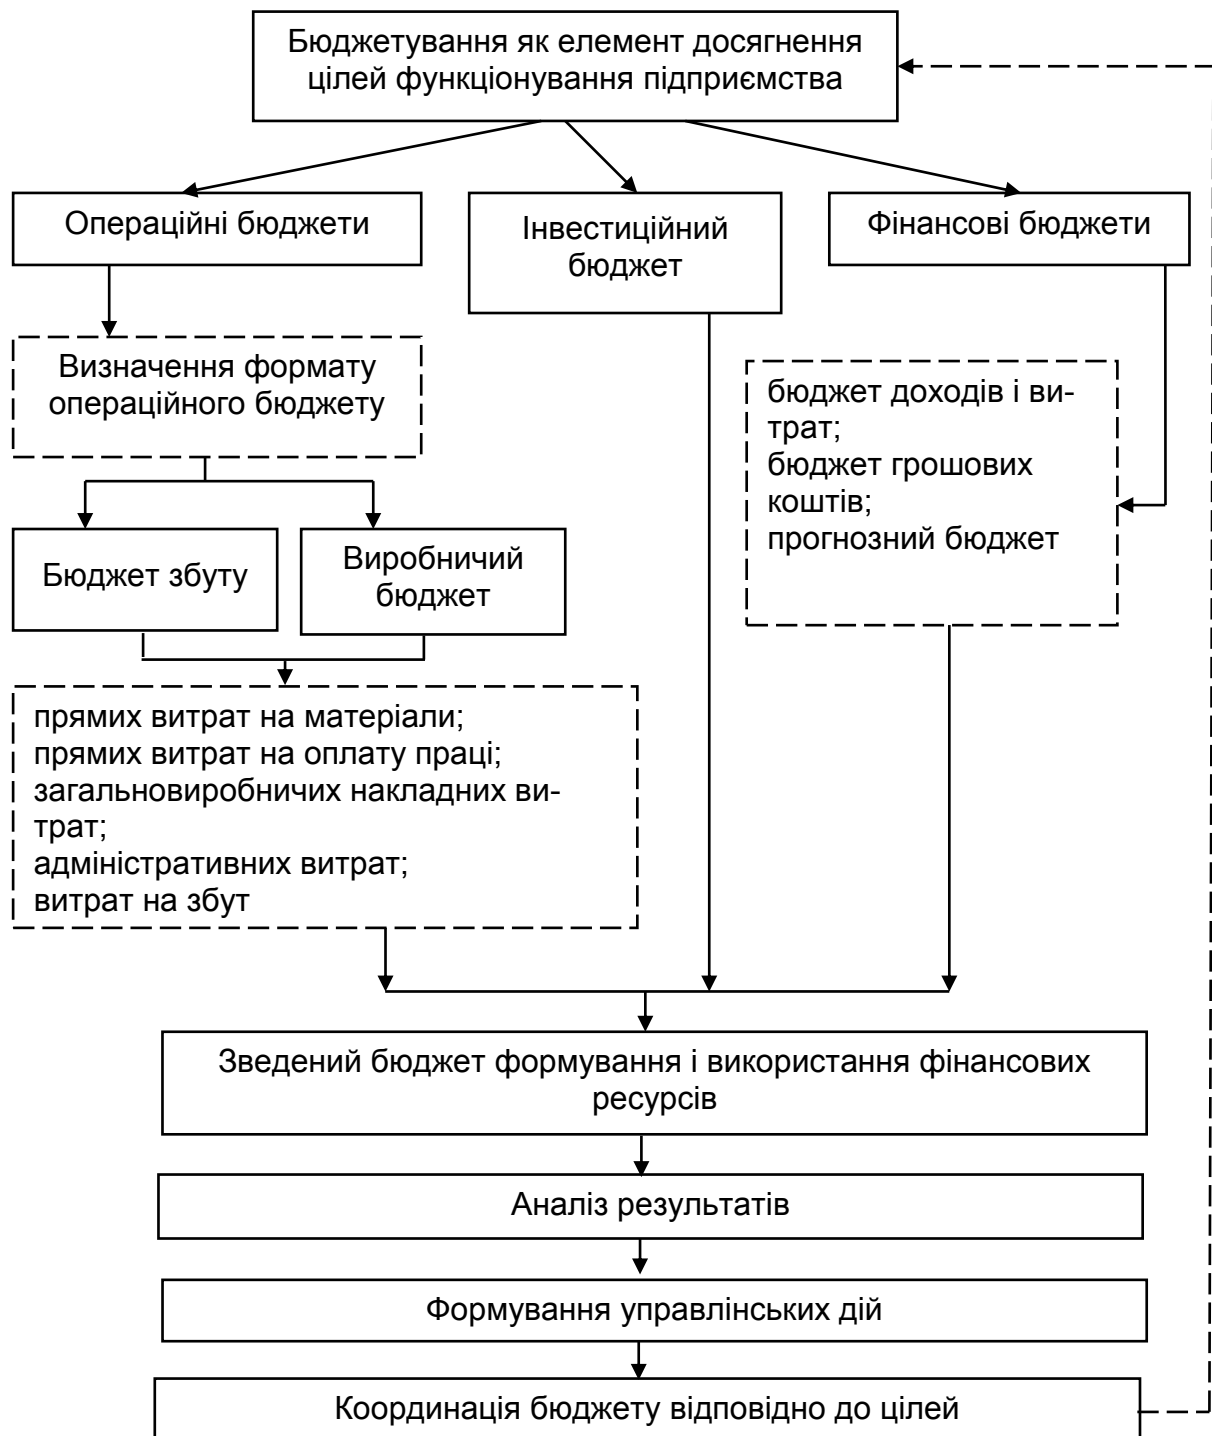 Бюджетування як елемент досягнення
цілей функціонування підприємства
Операційні бюджети
Інвестиційний
бюджет
Фінансові бюджети
Визначення формату
операційного бюджету
бюджет доходів і ви-
трат;
бюджет грошових
коштів;
прогнозний бюджет
Бюджет збуту
Виробничий
бюджет
прямих витрат на матеріали;
прямих витрат на оплату праці;
загальновиробничих накладних ви-
трат;
адміністративних витрат;
витрат на збут
Зведений бюджет формування і використання фінансових
ресурсів
Аналіз результатів
Формування управлінських дій
Координація бюджету відповідно до цілей